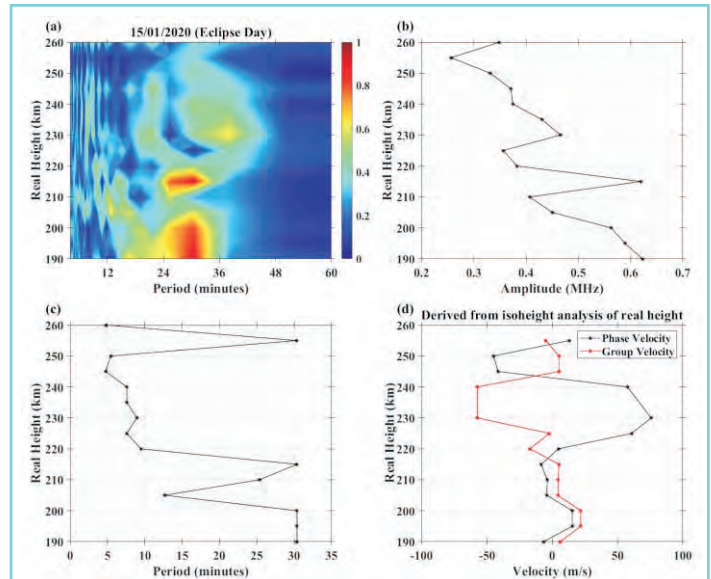 (a)
15/01/2020 (Eclipse Day)
260
250
240
230
220
210
200
190
Real Height (km)
12 24 36 48 60
Period (minutes)
1
0.8
0.6
0.4
0.2
0
(b)
260
250
240
230
220
210
200
190
Real Height (km)
0.2 0.3 0.4 0.5 0.6 0.7
Amplitude (MHz)
(c)
260
250
240
230
220
210
200
190
Real Height (km)
0 5 10 15 20 25 30 35
Period (minutes)
(d) Derived from isoheight analysis of real height
Phase Velocity
Group Velocity
260
250
240
230
220
210
200
190
Real Height (km)
-100 -50 0 50 100
Velocity (m/s)